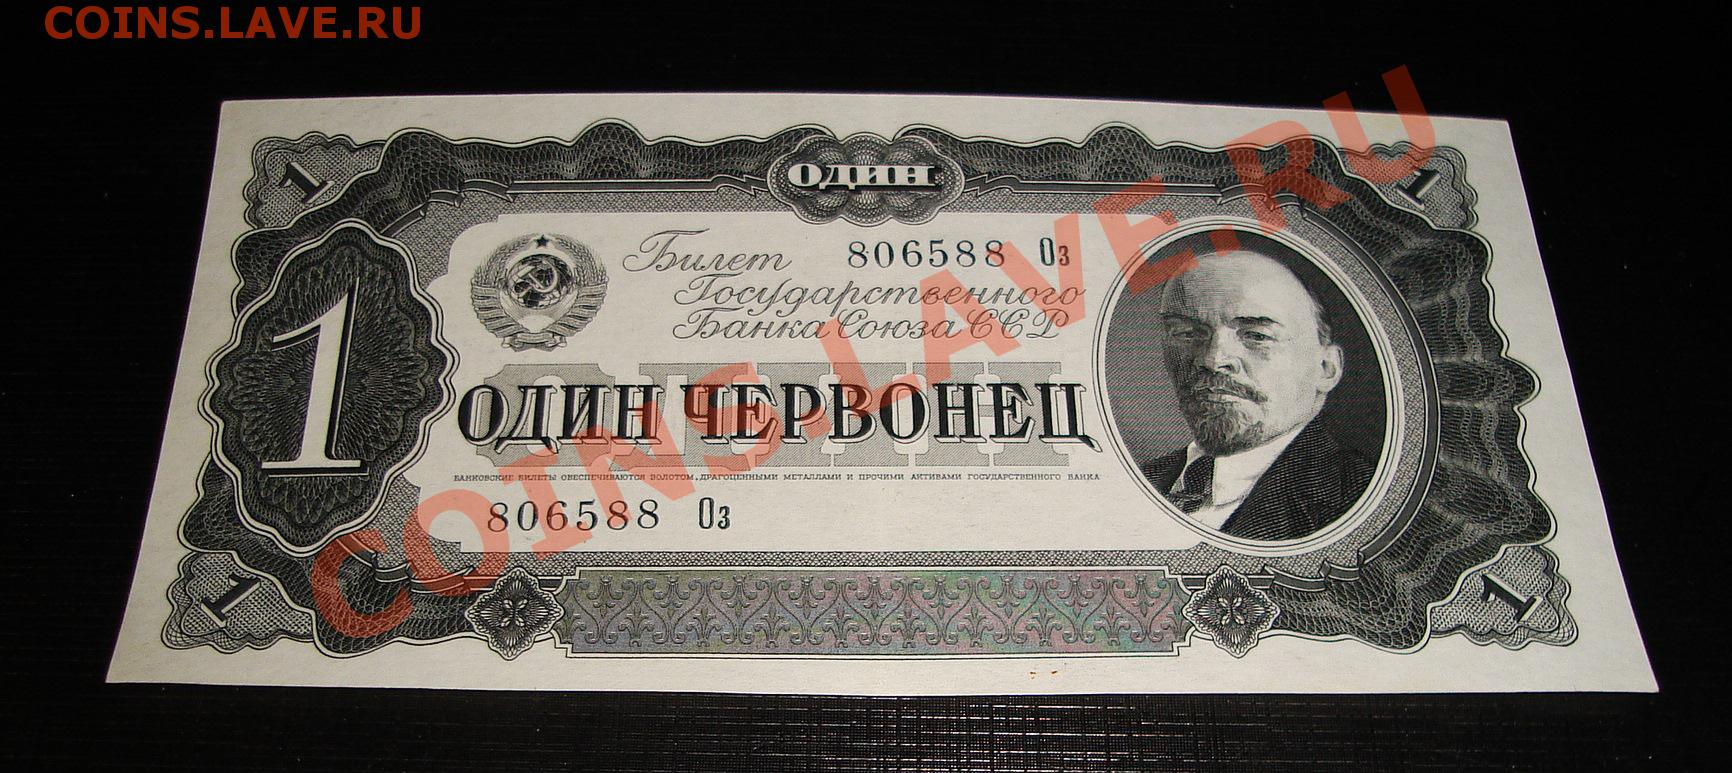 COINS.LAVE.RU
1
ОДИН
1
Билет 806588 Оз
Государственного
Банка Союза ССР
1
ОДИН ЧЕРВОНЕЦ
БАНКОВСКИЕ БИЛЕТЫ ОБЕСПЕЧИВАЮТСЯ ЗОЛОТОМ, ДРАГОЦЕННЫМИ МЕТАЛЛАМИ И ПРОЧИМИ АКТИВАМИ ГОСУДАРСТВЕННОГО БАНКА
806588 Оз
1
1
COINS.LAVE.RU